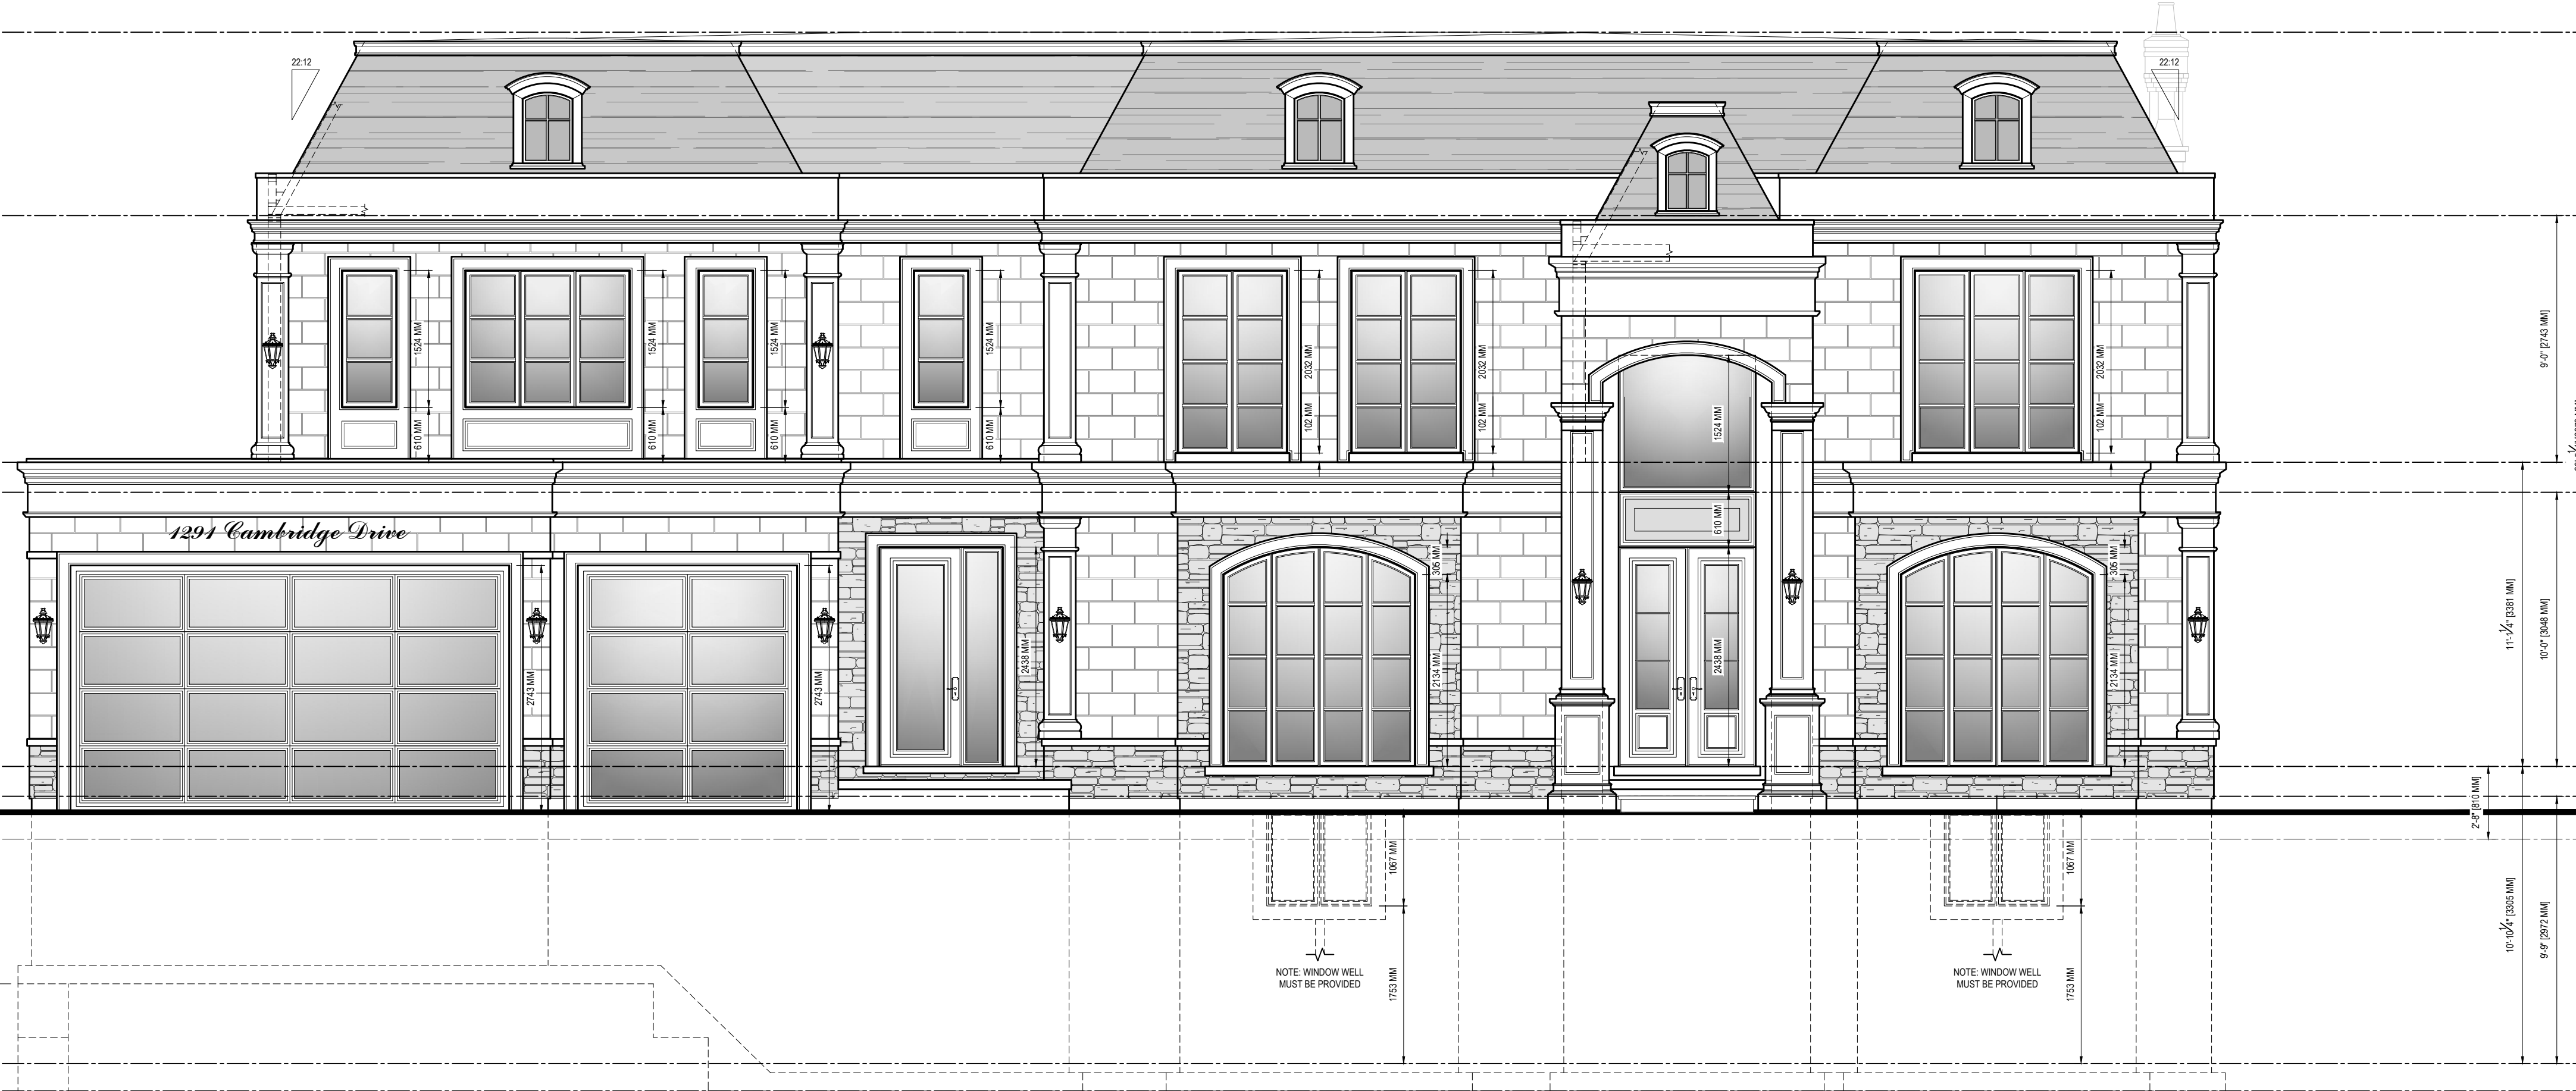 22:12
22:12
1524 MM
1524 MM
1524 MM
1524 MM
2032 MM
2032 MM
2032 MM
9'-0" [2743 MM]
610 MM
610 MM
610 MM
610 MM
102 MM
102 MM
1524 MM
102 MM
1291 Cambridge Drive
610 MM
305 MM
305 MM
2743 MM
2743 MM
2438 MM
2134 MM
2438 MM
2134 MM
11'-1/4" [3381 MM]
10'-0" [3048 MM]
2'-8" [810 MM]
1067 MM
1067 MM
10'-10/4" [3305 MM]
9'-9" [2972 MM]
NOTE: WINDOW WELL
MUST BE PROVIDED
1753 MM
NOTE: WINDOW WELL
MUST BE PROVIDED
1753 MM